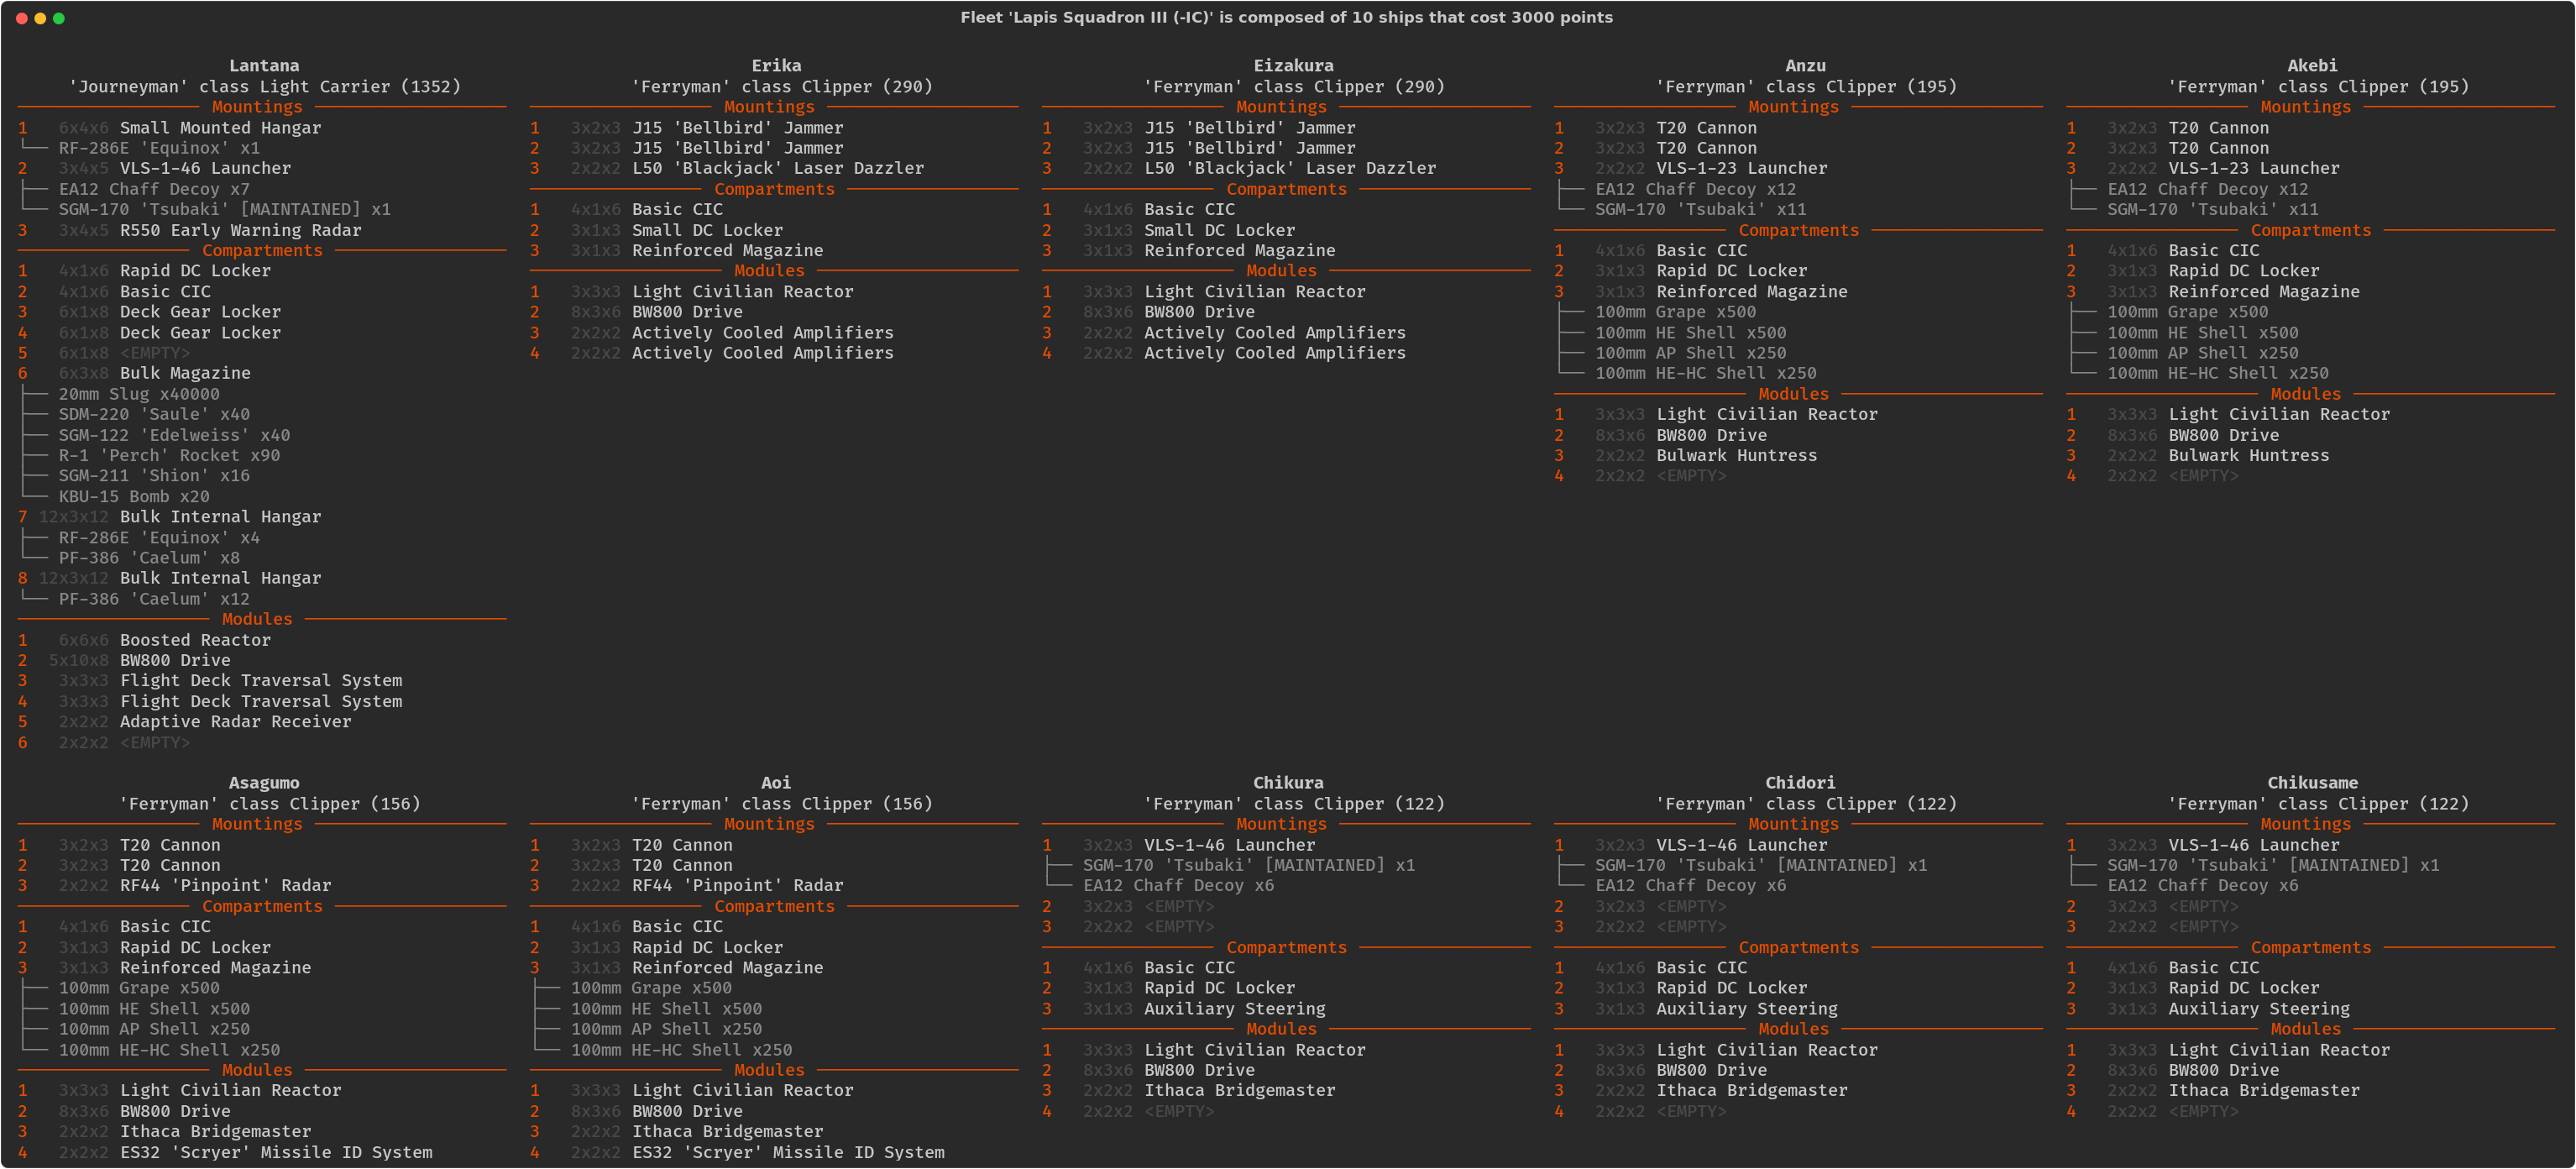 Fleet 'Lapis Squadron III (-IC)' is composed of 10 ships that cost 3000 points
Lantana
'Journeyman' class Light Carrier (1352)
Mountings
1 6x4x6 Small Mounted Hangar
RF-286E 'Equinox' x1
2 3x4x5 VLS-1-46 Launcher
EA12 Chaff Decoy x7
SGM-170 'Tsubaki' [MAINTAINED] x1
3 3x4x5 R550 Early Warning Radar
Compartments
1 4x1x6 Rapid DC Locker
2 4x1x6 Basic CIC
3 6x1x8 Deck Gear Locker
4 6x1x8 Deck Gear Locker
5 6x1x8 <EMPTY>
6 6x3x8 Bulk Magazine
20mm Slug x40000
SDM-220 'Saule' x40
SGM-122 'Edelweiss' x40
R-1 'Perch' Rocket x90
SGM-211 'Shion' x16
KBU-15 Bomb x20
7 12x3x12 Bulk Internal Hangar
RF-286E 'Equinox' x4
PF-386 'Caelum' x8
8 12x3x12 Bulk Internal Hangar
PF-386 'Caelum' x12
Modules
1 6x6x6 Boosted Reactor
2 5x10x8 BW800 Drive
3 3x3x3 Flight Deck Traversal System
4 3x3x3 Flight Deck Traversal System
5 2x2x2 Adaptive Radar Receiver
6 2x2x2 <EMPTY>
Erika
'Ferryman' class Clipper (290)
Mountings
1 3x2x3 J15 'Bellbird' Jammer
2 3x2x3 J15 'Bellbird' Jammer
3 2x2x2 L50 'Blackjack' Laser Dazzler
Compartments
1 4x1x6 Basic CIC
2 3x1x3 Small DC Locker
3 3x1x3 Reinforced Magazine
Modules
1 3x3x3 Light Civilian Reactor
2 8x3x6 BW800 Drive
3 2x2x2 Actively Cooled Amplifiers
4 2x2x2 Actively Cooled Amplifiers
Eizakura
'Ferryman' class Clipper (290)
Mountings
1 3x2x3 J15 'Bellbird' Jammer
2 3x2x3 J15 'Bellbird' Jammer
3 2x2x2 L50 'Blackjack' Laser Dazzler
Compartments
1 4x1x6 Basic CIC
2 3x1x3 Small DC Locker
3 3x1x3 Reinforced Magazine
Modules
1 3x3x3 Light Civilian Reactor
2 8x3x6 BW800 Drive
3 2x2x2 Actively Cooled Amplifiers
4 2x2x2 Actively Cooled Amplifiers
Anzu
'Ferryman' class Clipper (195)
Mountings
1 3x2x3 T20 Cannon
2 3x2x3 T20 Cannon
3 2x2x2 VLS-1-23 Launcher
EA12 Chaff Decoy x12
SGM-170 'Tsubaki' x11
Compartments
1 4x1x6 Basic CIC
2 3x1x3 Rapid DC Locker
3 3x1x3 Reinforced Magazine
100mm Grape x500
100mm HE Shell x500
100mm AP Shell x250
100mm HE-HC Shell x250
Modules
1 3x3x3 Light Civilian Reactor
2 8x3x6 BW800 Drive
3 2x2x2 Bulwark Huntress
4 2x2x2 <EMPTY>
Akebi
'Ferryman' class Clipper (195)
Mountings
1 3x2x3 T20 Cannon
2 3x2x3 T20 Cannon
3 2x2x2 VLS-1-23 Launcher
EA12 Chaff Decoy x12
SGM-170 'Tsubaki' x11
Compartments
1 4x1x6 Basic CIC
2 3x1x3 Rapid DC Locker
3 3x1x3 Reinforced Magazine
100mm Grape x500
100mm HE Shell x500
100mm AP Shell x250
100mm HE-HC Shell x250
Modules
1 3x3x3 Light Civilian Reactor
2 8x3x6 BW800 Drive
3 2x2x2 Bulwark Huntress
4 2x2x2 <EMPTY>
Asagumo
'Ferryman' class Clipper (156)
Mountings
1 3x2x3 T20 Cannon
2 3x2x3 T20 Cannon
3 2x2x2 RF44 'Pinpoint' Radar
Compartments
1 4x1x6 Basic CIC
2 3x1x3 Rapid DC Locker
3 3x1x3 Reinforced Magazine
100mm Grape x500
100mm HE Shell x500
100mm AP Shell x250
100mm HE-HC Shell x250
Modules
1 3x3x3 Light Civilian Reactor
2 8x3x6 BW800 Drive
3 2x2x2 Ithaca Bridgemaster
4 2x2x2 ES32 'Scryer' Missile ID System
Aoi
'Ferryman' class Clipper (156)
Mountings
1 3x2x3 T20 Cannon
2 3x2x3 T20 Cannon
3 2x2x2 RF44 'Pinpoint' Radar
Compartments
1 4x1x6 Basic CIC
2 3x1x3 Rapid DC Locker
3 3x1x3 Reinforced Magazine
100mm Grape x500
100mm HE Shell x500
100mm AP Shell x250
100mm HE-HC Shell x250
Modules
1 3x3x3 Light Civilian Reactor
2 8x3x6 BW800 Drive
3 2x2x2 Ithaca Bridgemaster
4 2x2x2 ES32 'Scryer' Missile ID System
Chikura
'Ferryman' class Clipper (122)
Mountings
1 3x2x3 VLS-1-46 Launcher
SGM-170 'Tsubaki' [MAINTAINED] x1
EA12 Chaff Decoy x6
2 3x2x3 <EMPTY>
3 2x2x2 <EMPTY>
Compartments
1 4x1x6 Basic CIC
2 3x1x3 Rapid DC Locker
3 3x1x3 Auxiliary Steering
Modules
1 3x3x3 Light Civilian Reactor
2 8x3x6 BW800 Drive
3 2x2x2 Ithaca Bridgemaster
4 2x2x2 <EMPTY>
Chidori
'Ferryman' class Clipper (122)
Mountings
1 3x2x3 VLS-1-46 Launcher
SGM-170 'Tsubaki' [MAINTAINED] x1
EA12 Chaff Decoy x6
2 3x2x3 <EMPTY>
3 2x2x2 <EMPTY>
Compartments
1 4x1x6 Basic CIC
2 3x1x3 Rapid DC Locker
3 3x1x3 Auxiliary Steering
Modules
1 3x3x3 Light Civilian Reactor
2 8x3x6 BW800 Drive
3 2x2x2 Ithaca Bridgemaster
4 2x2x2 <EMPTY>
Chikusame
'Ferryman' class Clipper (122)
Mountings
1 3x2x3 VLS-1-46 Launcher
SGM-170 'Tsubaki' [MAINTAINED] x1
EA12 Chaff Decoy x6
2 3x2x3 <EMPTY>
3 2x2x2 <EMPTY>
Compartments
1 4x1x6 Basic CIC
2 3x1x3 Rapid DC Locker
3 3x1x3 Auxiliary Steering
Modules
1 3x3x3 Light Civilian Reactor
2 8x3x6 BW800 Drive
3 2x2x2 Ithaca Bridgemaster
4 2x2x2 <EMPTY>